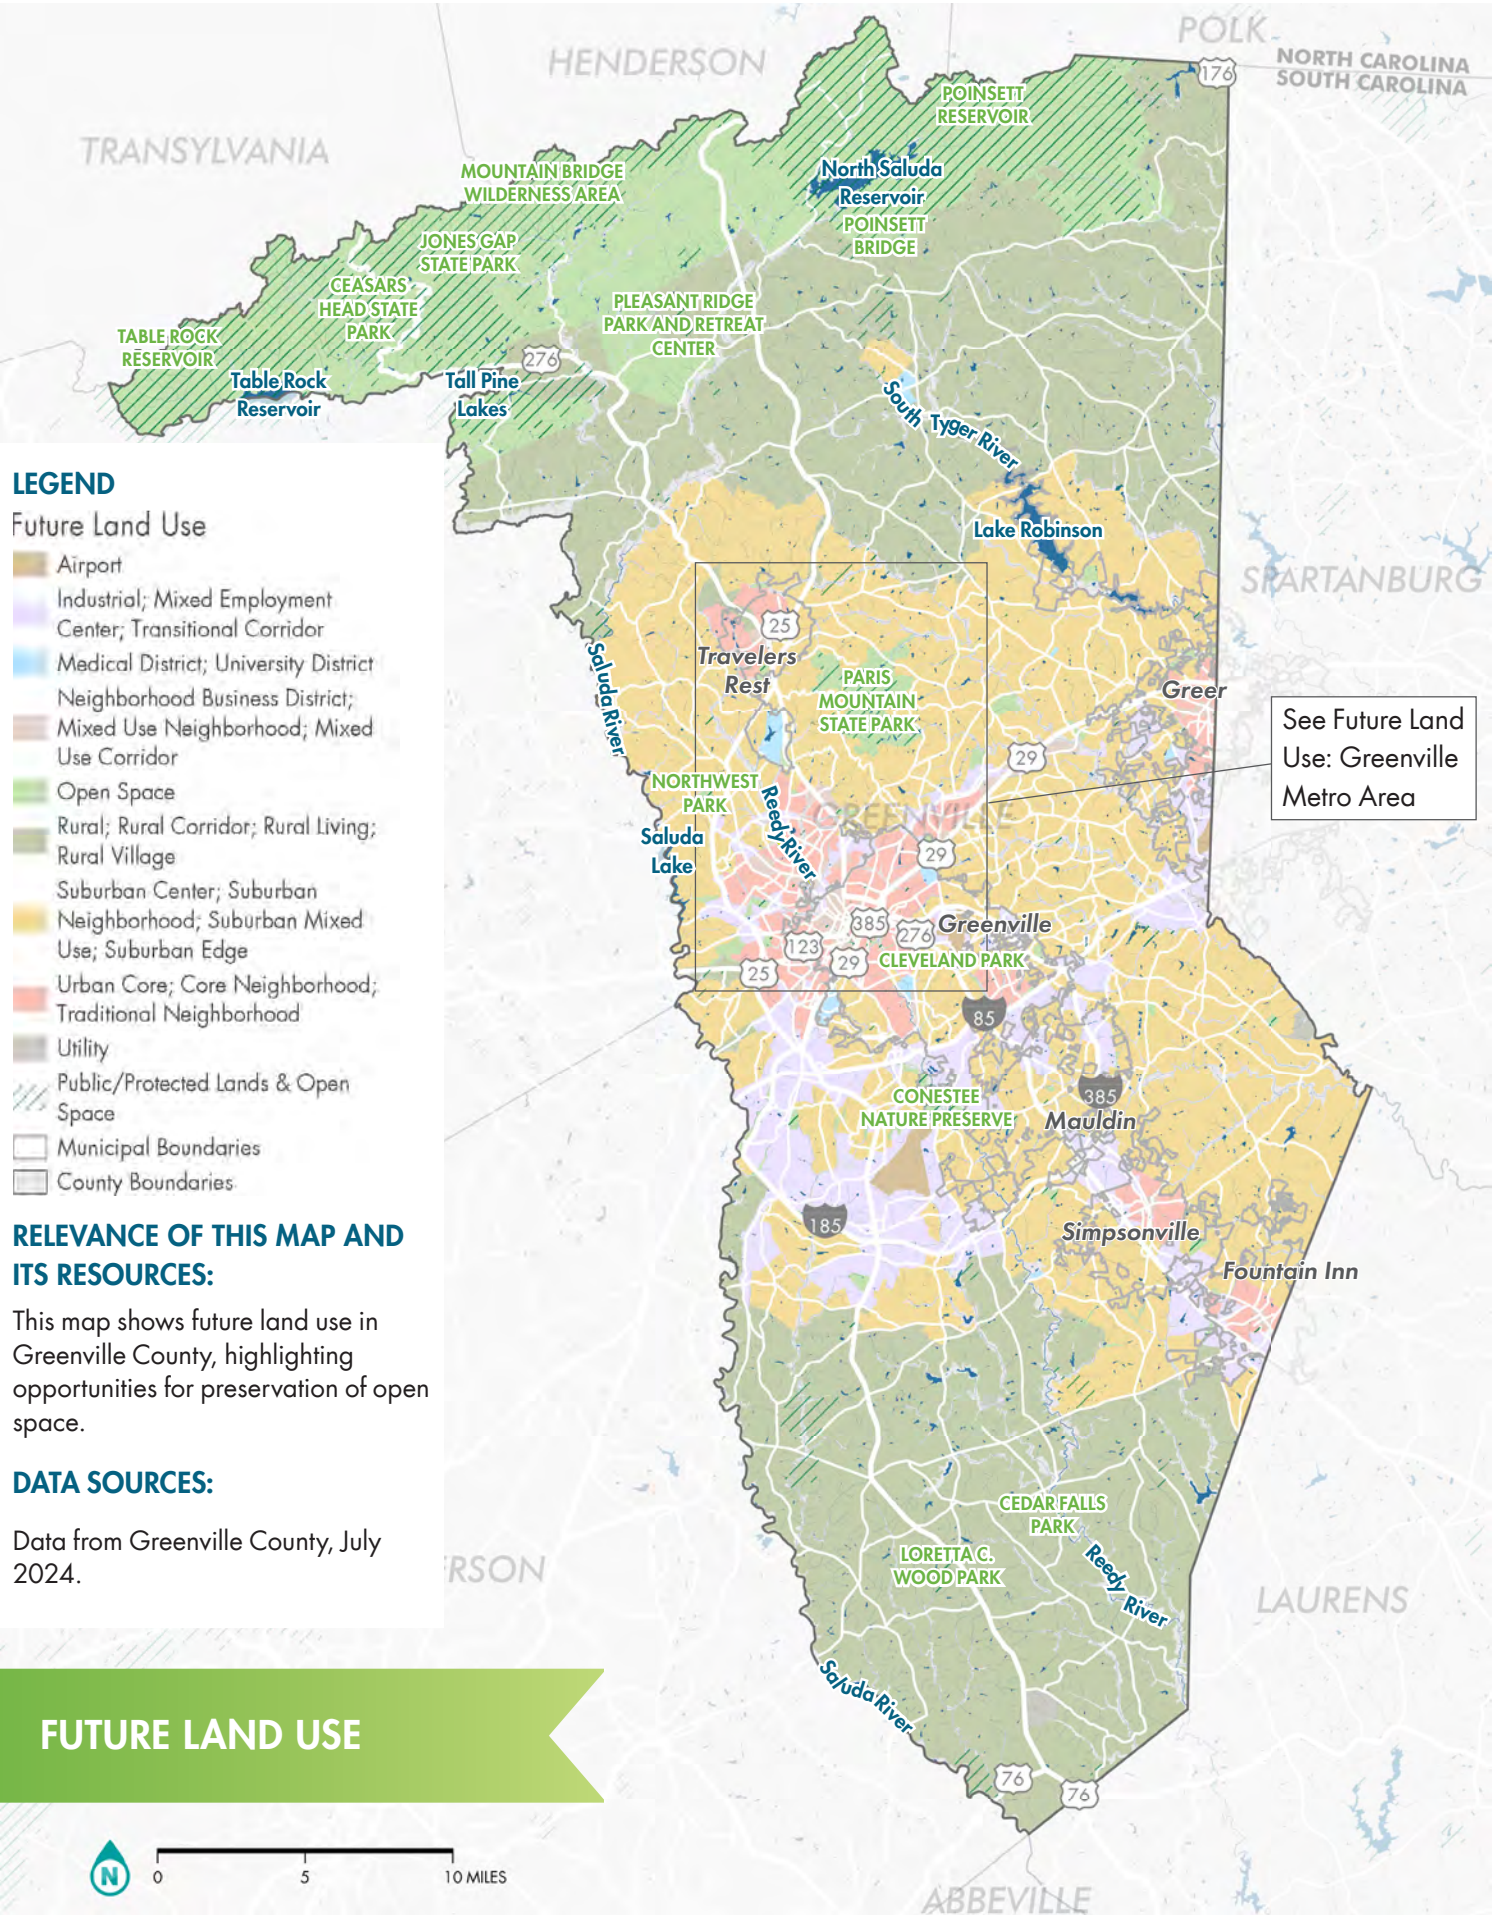 POLK
HENDERSON
NORTH CAROLINA
SOUTH CAROLINA
176
TRANSYLVANIA
POINSETT
RESERVOIR
MOUNTAIN BRIDGE
WILDERNESS AREA
North Saluda
Reservoir
POINSETT
BRIDGE
JONES GAP
STATE PARK
CEASARS
HEAD STATE
PARK
PLEASANT RIDGE
PARK AND RETREAT
CENTER
TABLE ROCK
RESERVOIR
276
Table Rock
Reservoir
Tall Pine
Lakes
South Tyger River
Lake Robinson
SPARTANBURG
25
Travelers
Rest
Saluda River
PARIS
MOUNTAIN
STATE PARK
Greer
See Future Land
Use: Greenville
Metro Area
29
NORTHWEST
PARK
Reedy River
GREENVILLE
Saluda
Lake
29
385
276
Greenville
123
29
CLEVELAND PARK
25
85
385
CONESTEE
NATURE PRESERVE
Mauldin
185
Simpsonville
Fountain Inn
CEDAR FALLS
PARK
LORETTA C.
WOOD PARK
Reedy River
RSON
LAURENS
Saluda River
76
76
ABBEVILLE
LEGEND
Future Land Use
Airport
Industrial; Mixed Employment
Center; Transitional Corridor
Medical District; University District
Neighborhood Business District;
Mixed Use Neighborhood; Mixed
Use Corridor
Open Space
Rural; Rural Corridor; Rural Living;
Rural Village
Suburban Center; Suburban
Neighborhood; Suburban Mixed
Use; Suburban Edge
Urban Core; Core Neighborhood;
Traditional Neighborhood
Utility
Public/Protected Lands & Open
Space
Municipal Boundaries
County Boundaries
RELEVANCE OF THIS MAP AND
ITS RESOURCES:
This map shows future land use in
Greenville County, highlighting
opportunities for preservation of open
space.
DATA SOURCES:
Data from Greenville County, July
2024.
FUTURE LAND USE
N
0 5 10 MILES